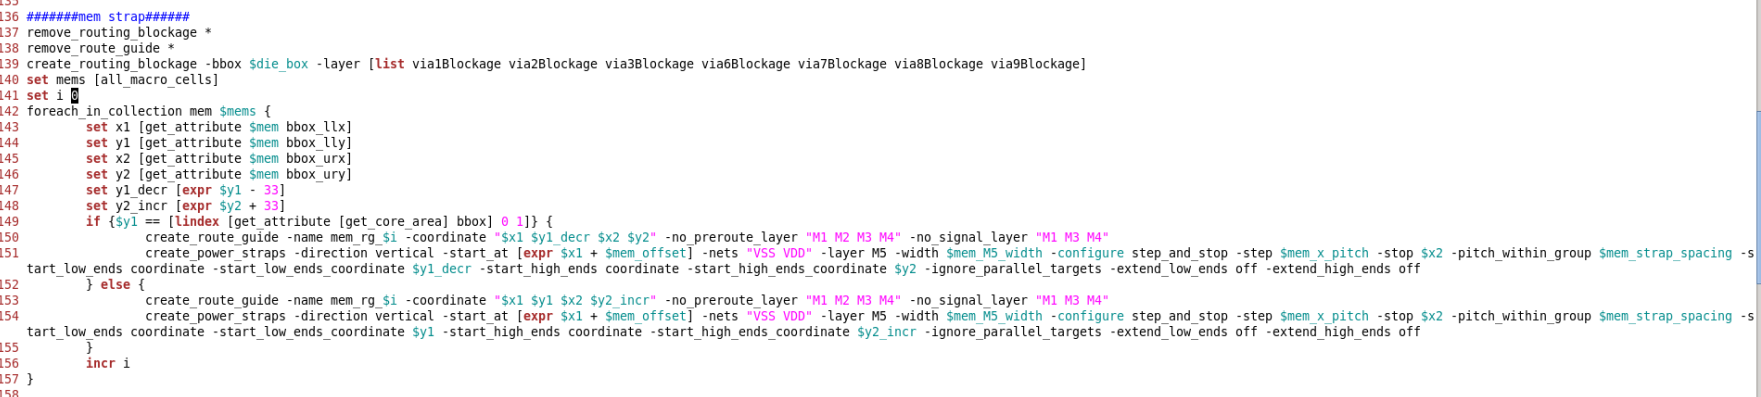 135
136 #######mem strap######
137 remove_routing_blockage *
138 remove_route_guide *
139 create_routing_blockage -bbox $die_box -layer [list via1Blockage via2Blockage via3Blockage via6Blockage via7Blockage via8Blockage via9Blockage]
140 set mems [all_macro_cells]
141 set i 0
142 foreach_in_collection mem $mems {
143         set x1 [get_attribute $mem bbox_llx]
144         set y1 [get_attribute $mem bbox_lly]
145         set x2 [get_attribute $mem bbox_urx]
146         set y2 [get_attribute $mem bbox_ury]
147         set y1_decr [expr $y1 - 33]
148         set y2_incr [expr $y2 + 33]
149         if {$y1 == [lindex [get_attribute [get_core_area] bbox] 0 1]} {
150                 create_route_guide -name mem_rg_$i -coordinate "$x1 $y1_decr $x2 $y2" -no_preroute_layer "M1 M2 M3 M4" -no_signal_layer "M1 M3 M4"
151                 create_power_straps -direction vertical -start_at [expr $x1 + $mem_offset] -nets "VSS VDD" -layer M5 -width $mem_M5_width -configure step_and_stop -step $mem_x_pitch -stop $x2 -pitch_within_group $mem_strap_spacing -s
tart_low_ends coordinate -start_low_ends_coordinate $y1_decr -start_high_ends coordinate -start_high_ends_coordinate $y2 -ignore_parallel_targets -extend_low_ends off -extend_high_ends off
152         } else {
153                 create_route_guide -name mem_rg_$i -coordinate "$x1 $y1 $x2 $y2_incr" -no_preroute_layer "M1 M2 M3 M4" -no_signal_layer "M1 M3 M4"
154                 create_power_straps -direction vertical -start_at [expr $x1 + $mem_offset] -nets "VSS VDD" -layer M5 -width $mem_M5_width -configure step_and_stop -step $mem_x_pitch -stop $x2 -pitch_within_group $mem_strap_spacing -s
tart_low_ends coordinate -start_low_ends_coordinate $y1 -start_high_ends coordinate -start_high_ends_coordinate $y2_incr -ignore_parallel_targets -extend_low_ends off -extend_high_ends off
155         }
156         incr i
157 }
158